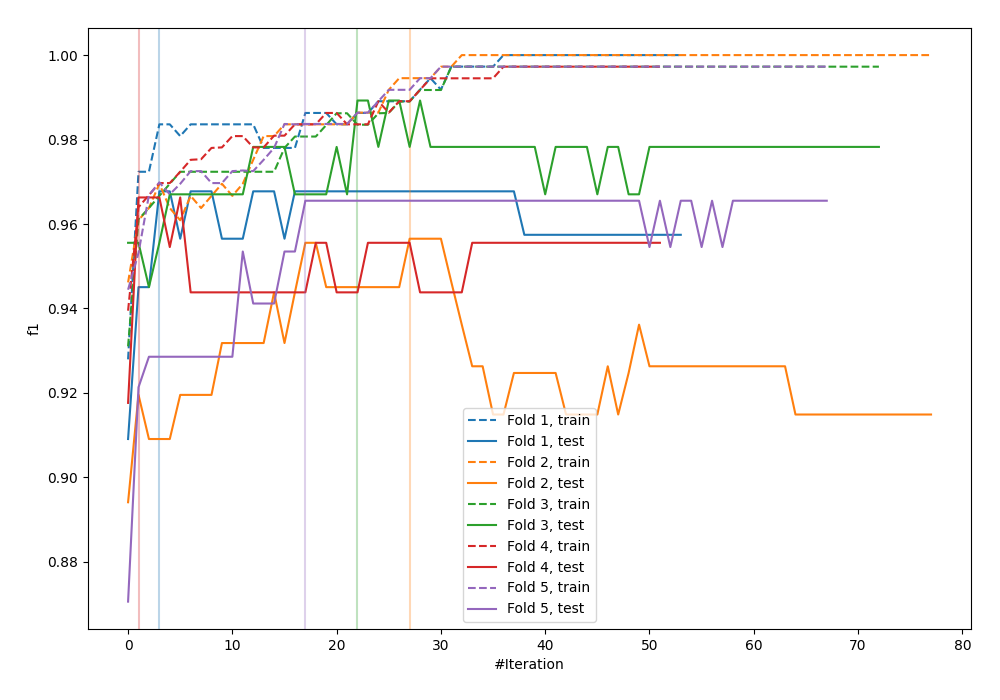 1.00
0.98
0.96
0.94
0.92
0.90
0.88
f1
Fold 1, train
Fold 1, test
Fold 2, train
Fold 2, test
Fold 3, train
Fold 3, test
Fold 4, train
Fold 4, test
Fold 5, train
Fold 5, test
0 10 20 30 40 50 60 70 80
#Iteration